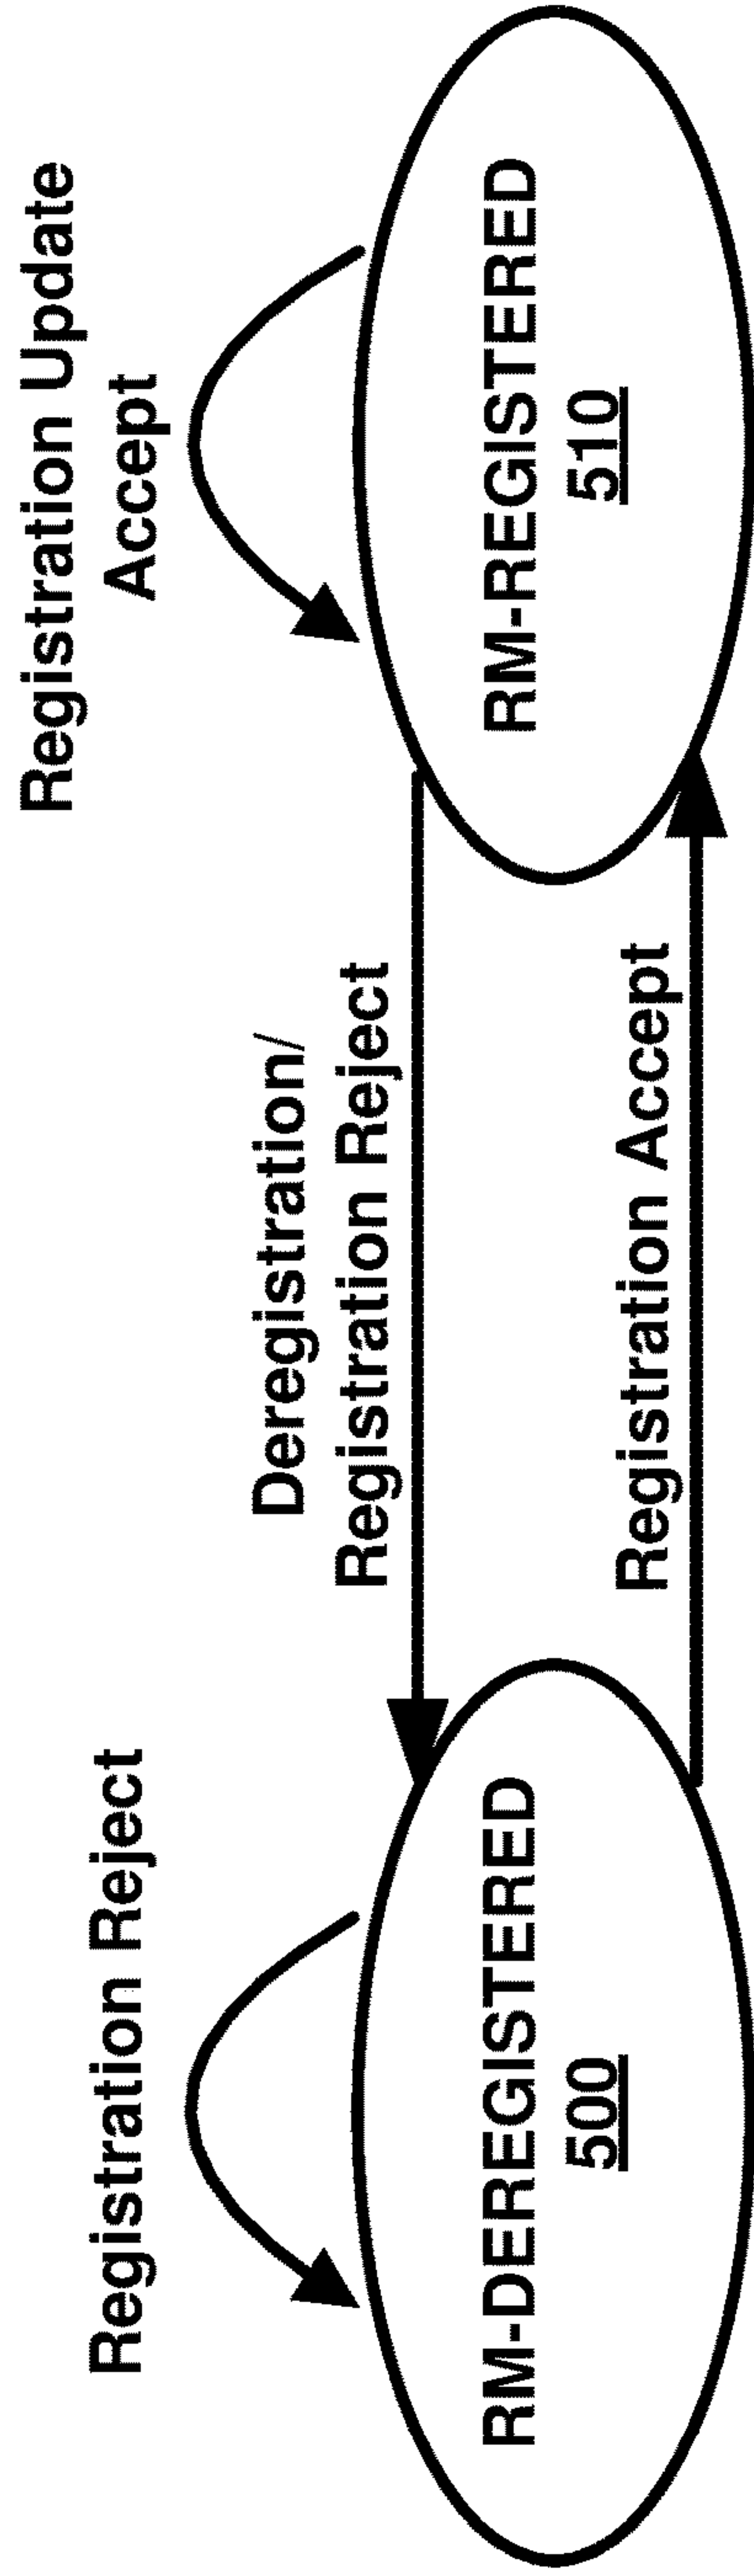 Registration Reject
RM-DEREGISTERED
500
Deregistration/
Registration Reject
Registration Accept
Registration Update
Accept
RM-REGISTERED
510